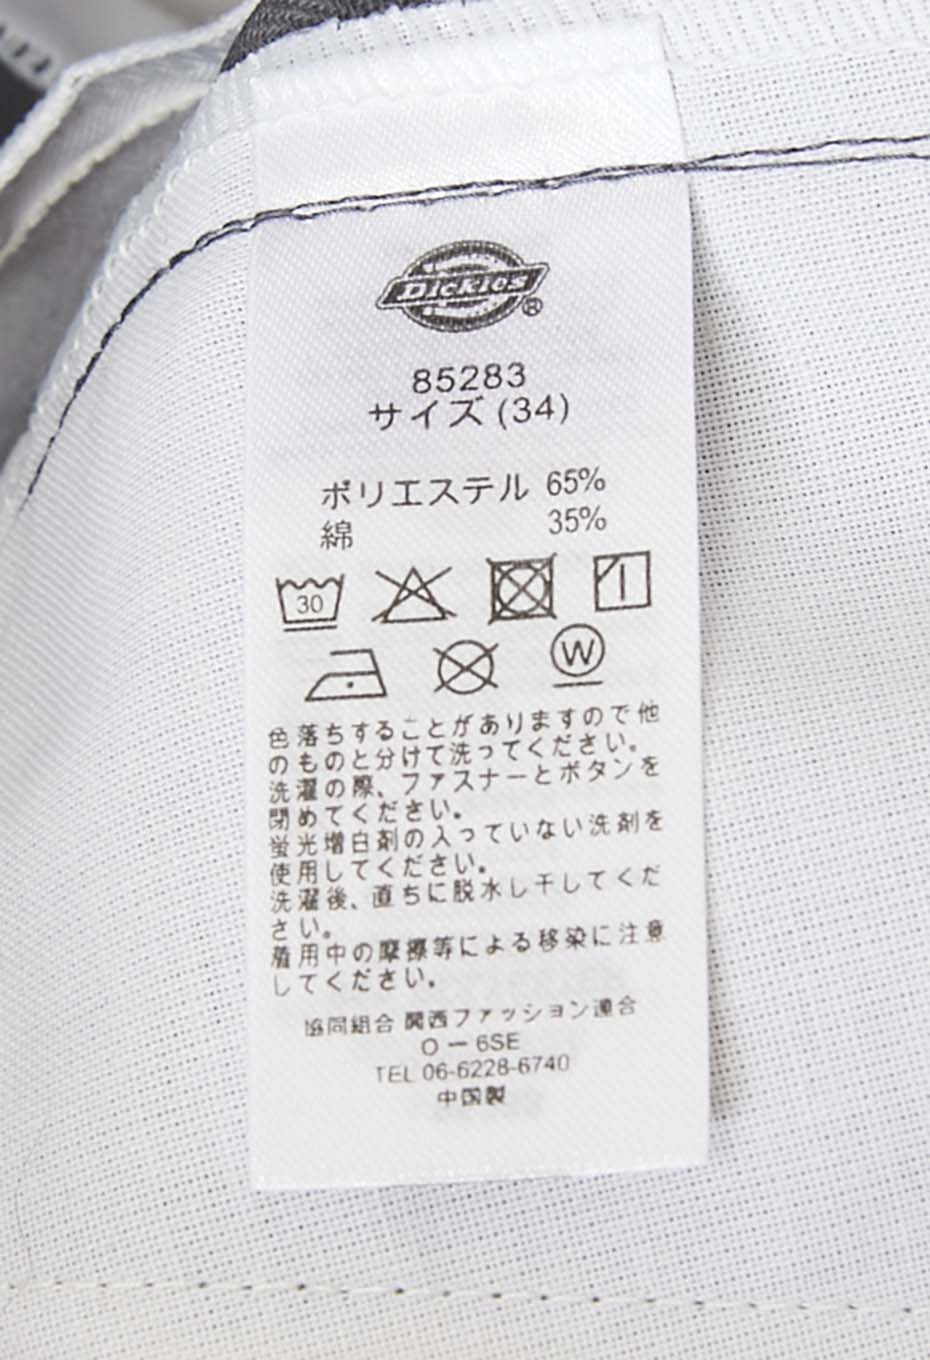 Dickies®
85283
サイズ (34)
ポリエステル 65%
綿 35%
30
W
色落ちすることがありますので他
のものと分けて洗ってください。
洗濯の際、ファスナーとボタンを
閉めてください。
蛍光増白剤の入っていない洗剤を
使用してください。
洗濯後、直ちに脱水し干してくだ
さい。
着用中の摩擦等による移染に注意
してください。
協同組合 関西ファッション連合
O ー 6SE
TEL 06-6228-6740
中国製